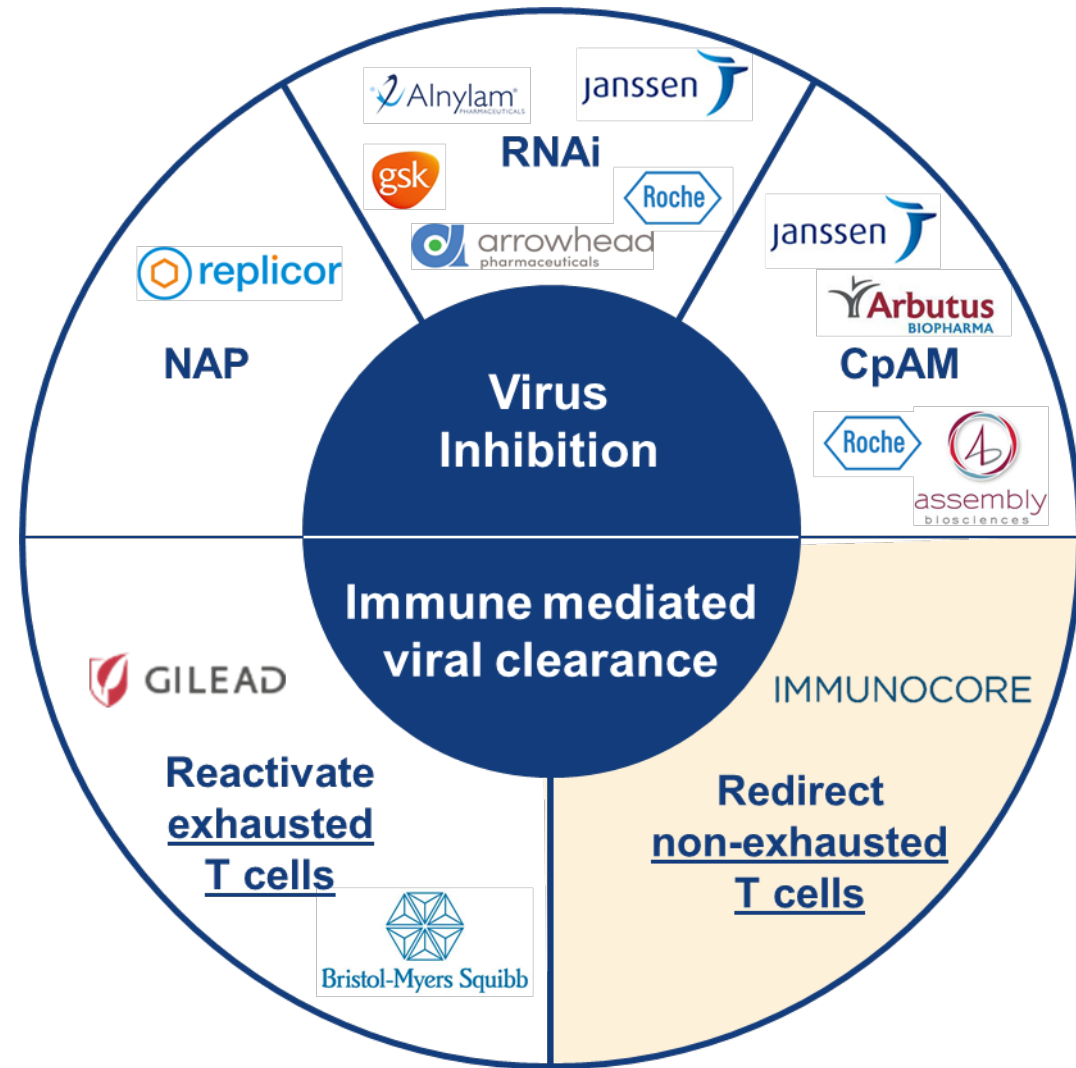 Alnylam®
PHARMACEUTICALS
janssen
RNAi
gsk
Roche
arrowhead
pharmaceuticals
replicor
NAP
janssen
Arbutus
BIOPHARMA
CpAM
Roche
assembly
biosciences
Virus
Inhibition
Immune mediated
viral clearance
GILEAD
Reactivate
exhausted
T cells
Bristol-Myers Squibb
IMMUNOCORE
Redirect
non-exhausted
T cells